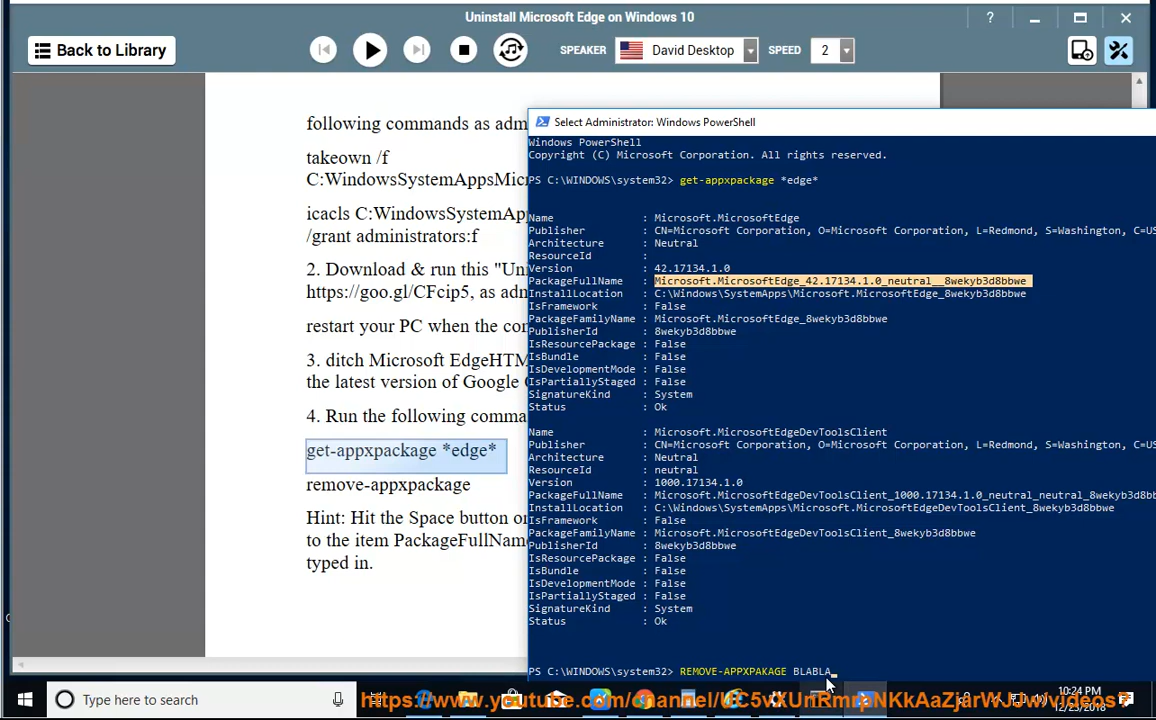 Uninstall Microsoft Edge on Windows 10
Back to Library
SPEAKER
David Desktop
SPEED
2
following commands as adm
takeown /f
C:WindowsSystemAppsMicr
icacls C:WindowsSystemApp
/grant administrators:f
2. Download & run this "Un
https://goo.gl/CFcip5, as adm
restart your PC when the con
3. ditch Microsoft EdgeHTM
the latest version of Google C
4. Run the following comma
get-appxpackage *edge*
remove-appxpackage
Hint: Hit the Space button on
to the item PackageFullName
typed in.
Select Administrator: Windows PowerShell
Windows PowerShell
Copyright (C) Microsoft Corporation. All rights reserved.
PS C:\WINDOWS\system32> get-appxpackage *edge*
Name : Microsoft.MicrosoftEdge
Publisher : CN=Microsoft Corporation, O=Microsoft Corporation, L=Redmond, S=Washington, C=US
Architecture : Neutral
ResourceId :
Version : 42.17134.1.0
PackageFullName : Microsoft.MicrosoftEdge_42.17134.1.0_neutral__8wekyb3d8bbwe
InstallLocation : C:\Windows\SystemApps\Microsoft.MicrosoftEdge_8wekyb3d8bbwe
IsFramework : False
PackageFamilyName : Microsoft.MicrosoftEdge_8wekyb3d8bbwe
PublisherId : 8wekyb3d8bbwe
IsResourcePackage : False
IsBundle : False
IsDevelopmentMode : False
IsPartiallyStaged : False
SignatureKind : System
Status : Ok
Name : Microsoft.MicrosoftEdgeDevToolsClient
Publisher : CN=Microsoft Corporation, O=Microsoft Corporation, L=Redmond, S=Washington, C=US
Architecture : Neutral
ResourceId : neutral
Version : 1000.17134.1.0
PackageFullName : Microsoft.MicrosoftEdgeDevToolsClient_1000.17134.1.0_neutral_neutral_8wekyb3d8bb
InstallLocation : C:\Windows\SystemApps\Microsoft.MicrosoftEdgeDevToolsClient_8wekyb3d8bbwe
IsFramework : False
PackageFamilyName : Microsoft.MicrosoftEdgeDevToolsClient_8wekyb3d8bbwe
PublisherId : 8wekyb3d8bbwe
IsResourcePackage : False
IsBundle : False
IsDevelopmentMode : False
IsPartiallyStaged : False
SignatureKind : System
Status : Ok
PS C:\WINDOWS\system32> REMOVE-APPXPAKAGE BLABLA
Type here to search
10:24 PM